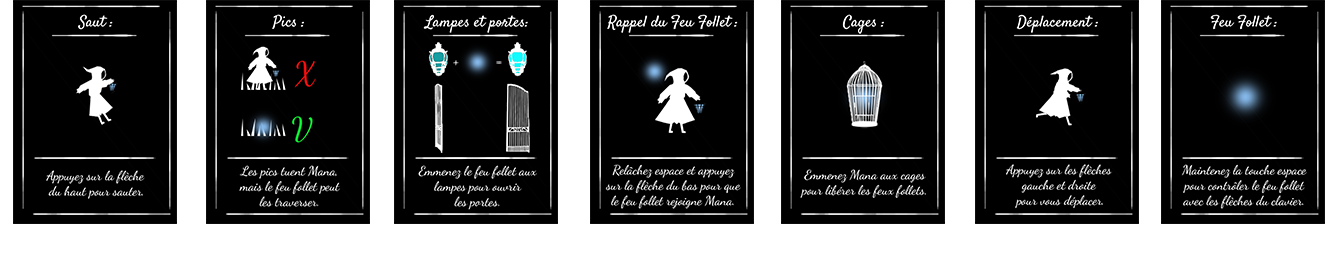 Saut :
Appuyez sur la flèche
du haut pour sauter.
Pics :
X
V
Les pics tuent Mana,
mais le feu follet peut
les traverser.
Lampes et portes:
+ =
Emmenez le feu follet aux
lampes pour ouvrir
les portes.
Rappel du Feu Follet :
Relâchez espace et appuyez
sur la flèche du bas pour que
le feu follet rejoigne Mana.
Cages :
Emmenez Mana aux cages
pour libérer les feux follets.
Déplacement :
Appuyez sur les flèches
gauche et droite
pour vous déplacer.
Feu Follet :
Maintenez la touche espace
pour contrôler le feu follet
avec les flèches du clavier.